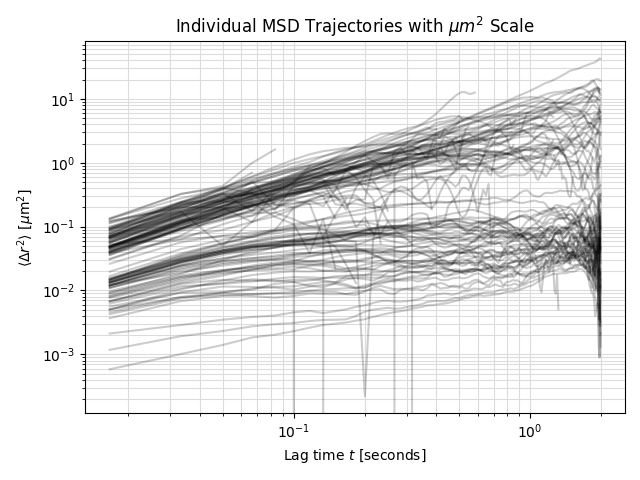 Individual MSD Trajectories with μm² Scale
⟨Δr²⟩ [μm²]
10¹
10⁰
10⁻¹
10⁻²
10⁻³
10⁻¹ 10⁰
Lag time t [seconds]